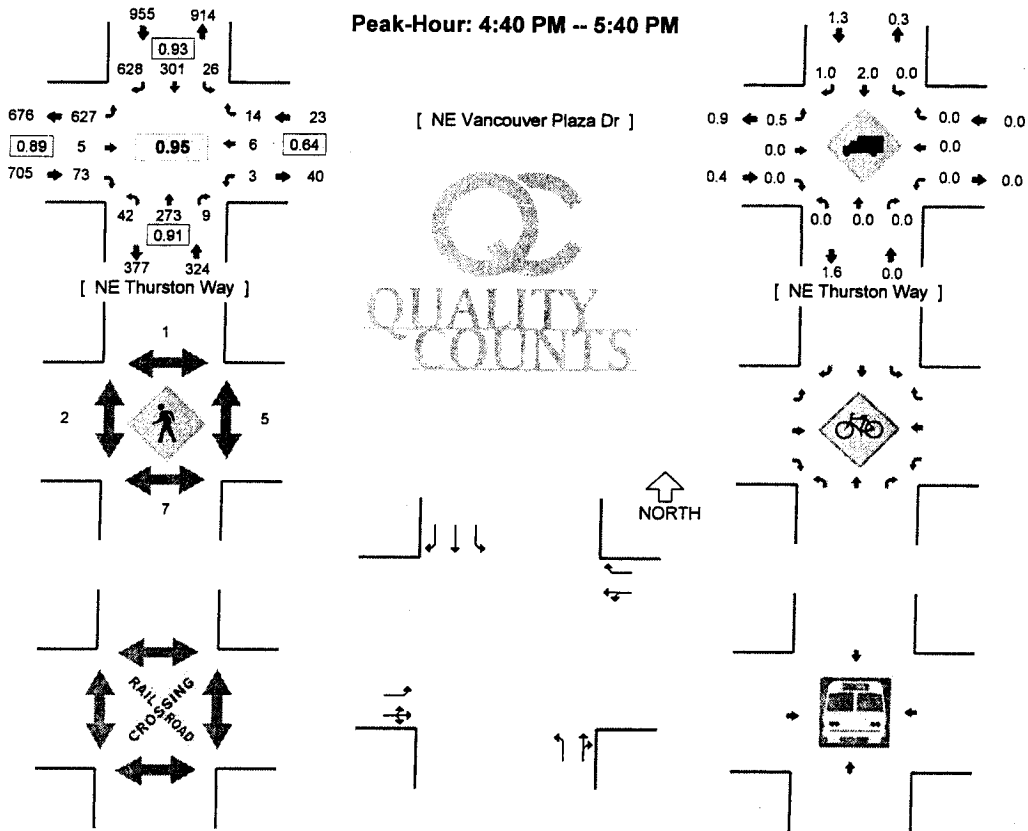 Peak-Hour: 4:40 PM -- 5:40 PM
955 914
0.93
628 301 26
676 627 14 23
0.89 5 0.95 6 0.64
705 73 3 40
42 273 9
0.91
377 324
[ NE Thurston Way ]
[ NE Vancouver Plaza Dr ]
QC
QUALITY
COUNTS
1.3 0.3
1.0 2.0 0.0
0.9 0.5 0.0 0.0
0.0 0.0
0.4 0.0 0.0 0.0
0.0 0.0 0.0
1.6 0.0
[ NE Thurston Way ]
1
2 5
7
NORTH
RAIL ROAD
CROSSING